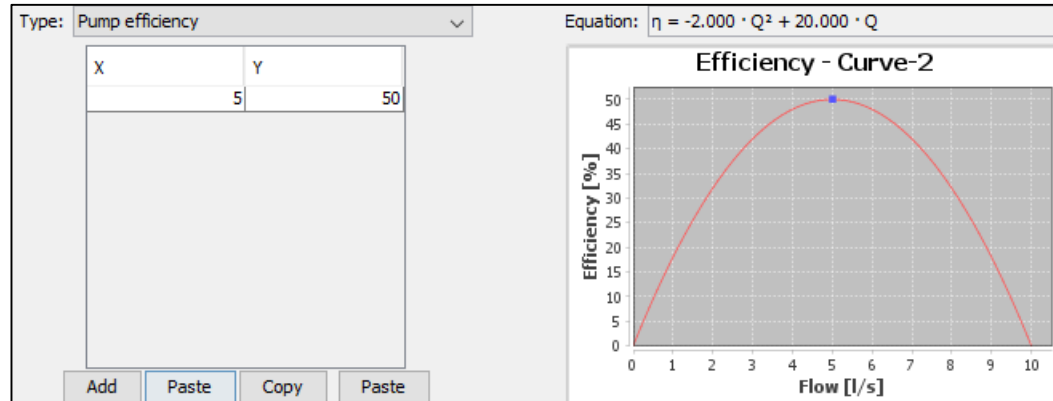 Type: Pump efficiency
X Y
5 50
Add Paste Copy Paste
Equation: η = -2.000 · Q² + 20.000 · Q
Efficiency - Curve-2
Efficiency [%]
50
45
40
35
30
25
20
15
10
5
0
0 1 2 3 4 5 6 7 8 9 10
Flow [l/s]